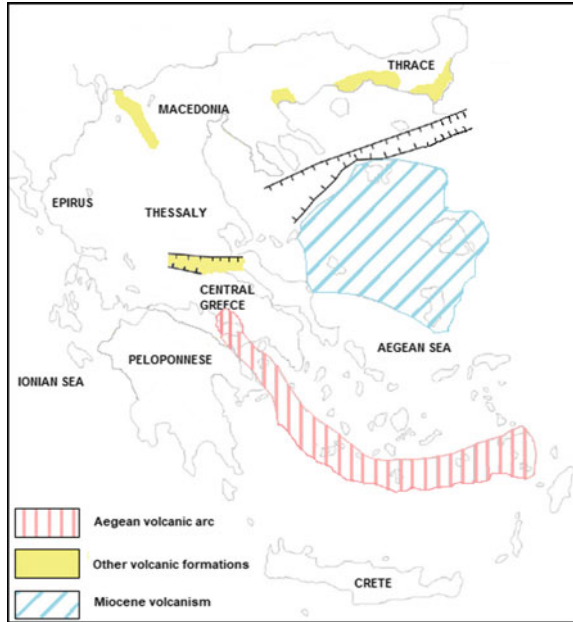 THRACE
MACEDONIA
EPIRUS
THESSALY
CENTRAL
GREECE
AEGEAN SEA
PELOPONNESE
IONIAN SEA
Aegean volcanic arc
Other volcanic formations
CRETE
Miocene volcanism